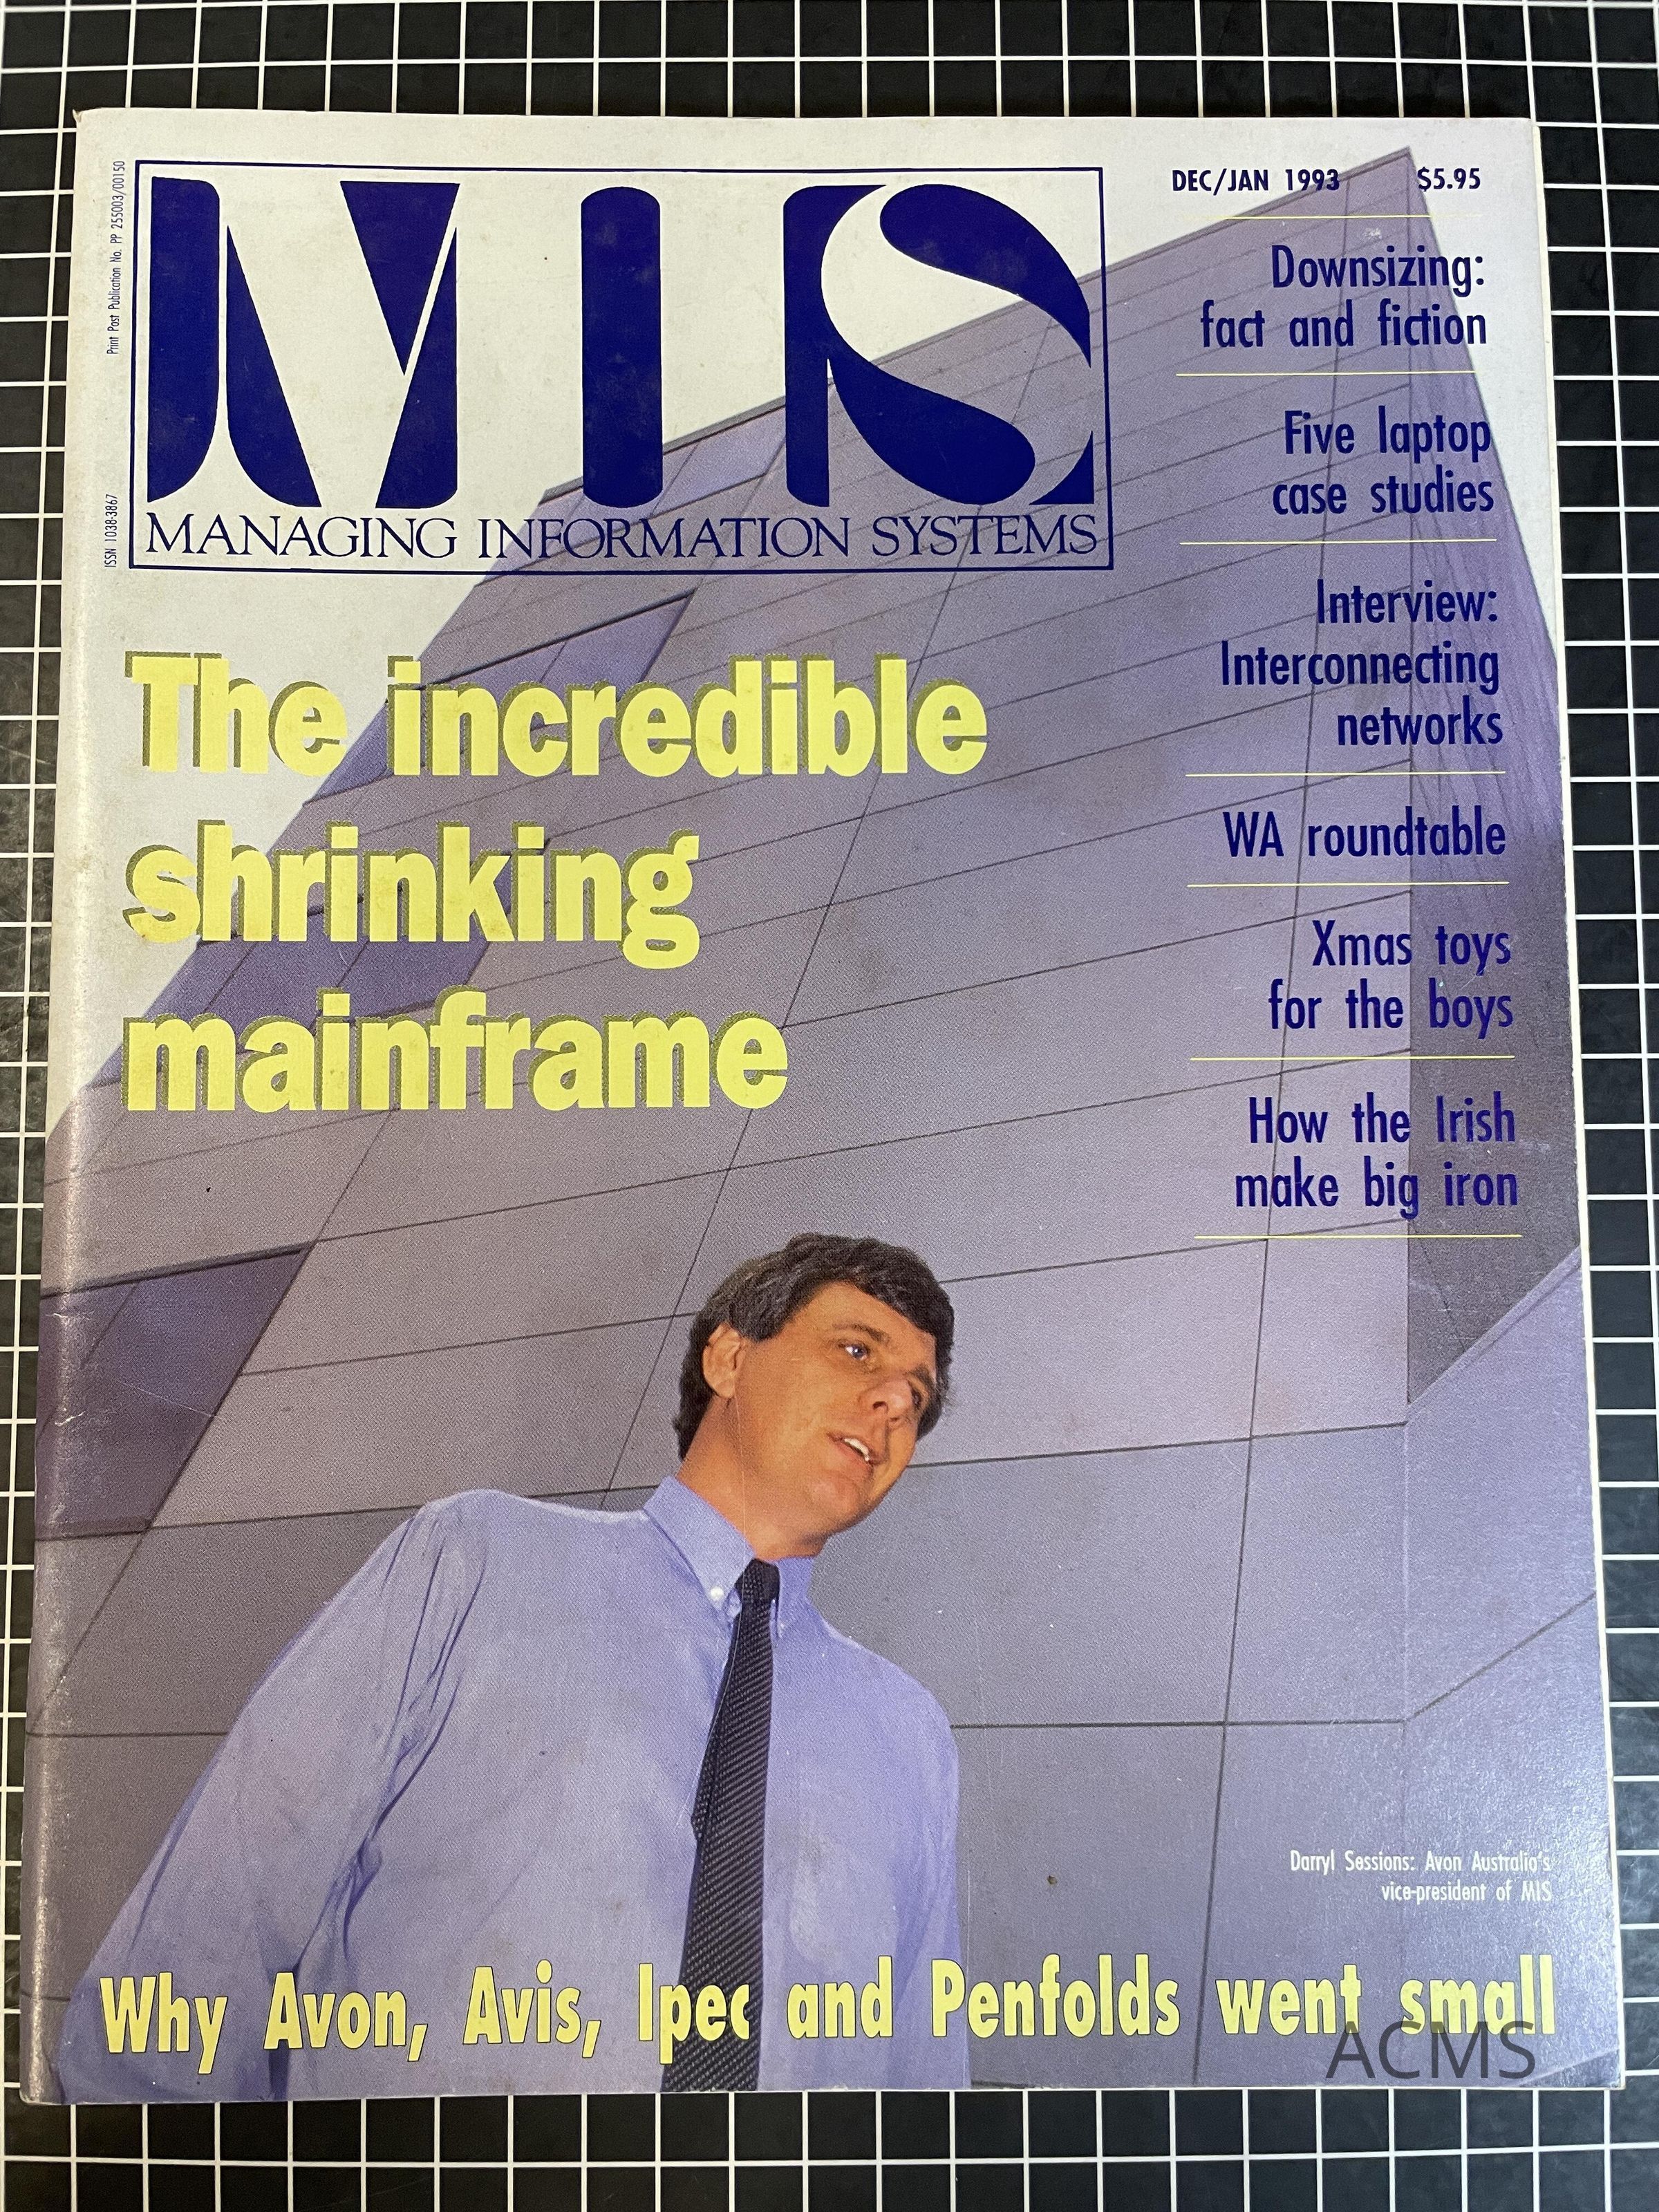 Print Post Publication No. PP 255003/00150
ISSN 1038-3867
MIS
MANAGING INFORMATION SYSTEMS
DEC/JAN 1993 $5.95
Downsizing:
fact and fiction
Five laptop
case studies
Interview:
Interconnecting
networks
WA roundtable
Xmas toys
for the boys
How the Irish
make big iron
The incredible
shrinking
mainframe
Darryl Sessions: Avon Australia's
vice-president of MIS
Why Avon, Avis, Ipec and Penfolds went small
ACMS